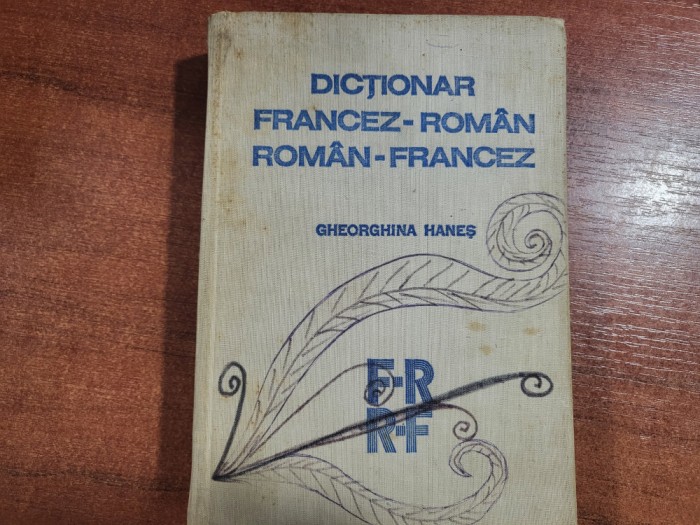 DICȚIONAR
FRANCEZ-ROMÂN
ROMÂN-FRANCEZ
GHEORGHINA HANEȘ
F-R
R-F